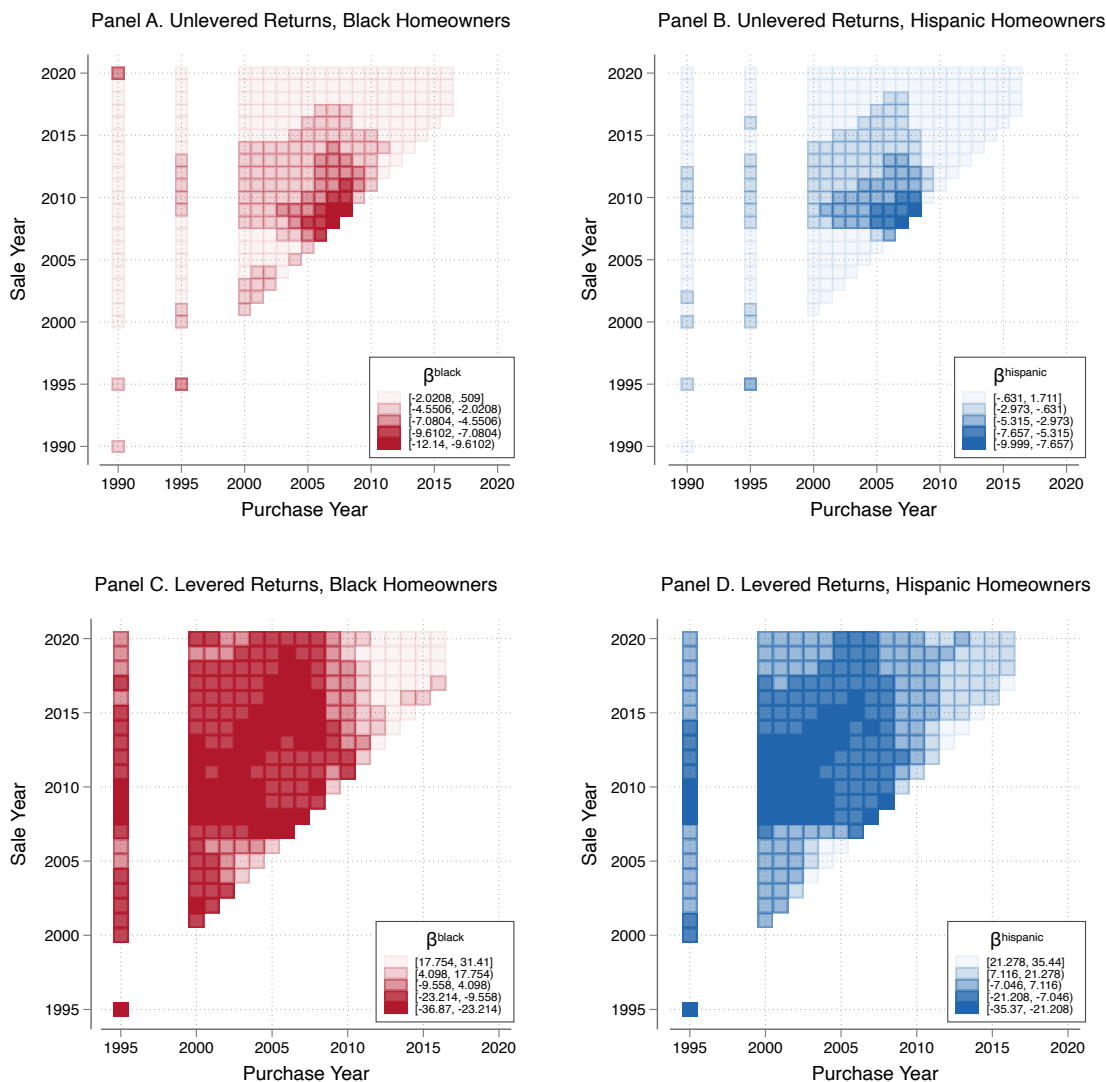 Panel A. Unlevered Returns, Black Homeowners
Sale Year
2020
2015
2010
2005
2000
1995
1990
βblack
[-2.0208, .509]
[-4.5506, -2.0208)
[-7.0804, -4.5506)
[-9.6102, -7.0804)
[-12.14, -9.6102)
1990 1995 2000 2005 2010 2015 2020
Purchase Year
Panel B. Unlevered Returns, Hispanic Homeowners
Sale Year
2020
2015
2010
2005
2000
1995
1990
βhispanic
[-.631, 1.711]
[-2.973, -.631)
[-5.315, -2.973)
[-7.657, -5.315)
[-9.999, -7.657)
1990 1995 2000 2005 2010 2015 2020
Purchase Year
Panel C. Levered Returns, Black Homeowners
Sale Year
2020
2015
2010
2005
2000
1995
βblack
[17.754, 31.41]
[4.098, 17.754)
[-9.558, 4.098)
[-23.214, -9.558)
[-36.87, -23.214)
1995 2000 2005 2010 2015 2020
Purchase Year
Panel D. Levered Returns, Hispanic Homeowners
Sale Year
2020
2015
2010
2005
2000
1995
βhispanic
[21.278, 35.44]
[7.116, 21.278)
[-7.046, 7.116)
[-21.208, -7.046)
[-35.37, -21.208)
1995 2000 2005 2010 2015 2020
Purchase Year